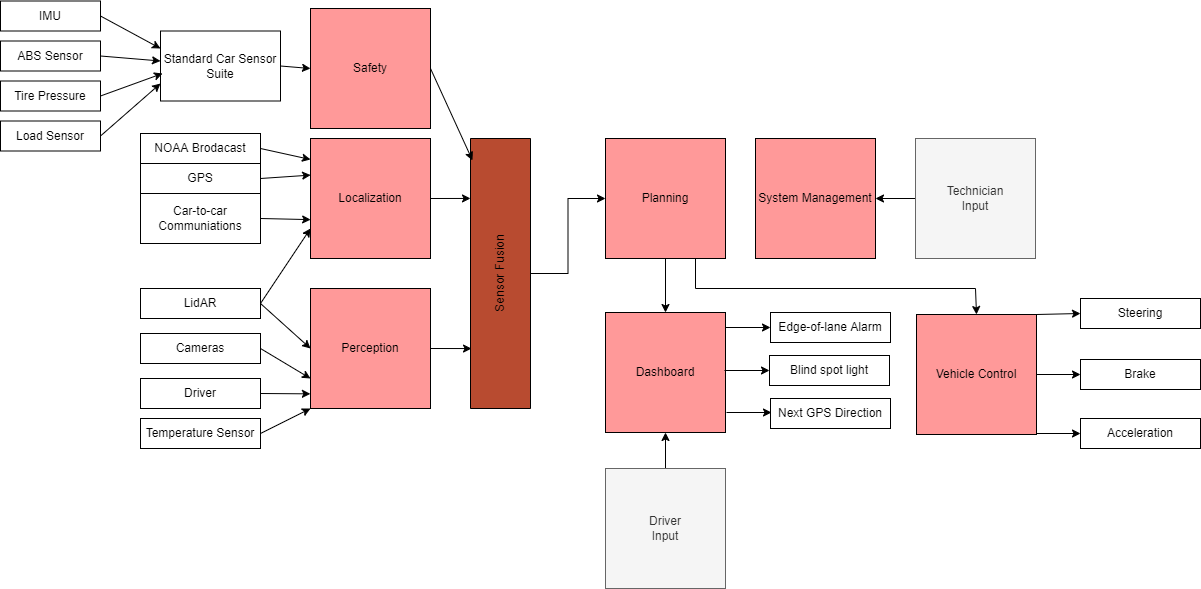 IMU
ABS Sensor
Tire Pressure
Load Sensor
Standard Car Sensor
Suite
Safety
NOAA Brodacast
GPS
Car-to-car
Communiations
Localization
LidAR
Cameras
Driver
Temperature Sensor
Perception
Sensor Fusion
Planning
System Management
Technician
Input
Dashboard
Edge-of-lane Alarm
Blind spot light
Next GPS Direction
Driver
Input
Vehicle Control
Steering
Brake
Acceleration